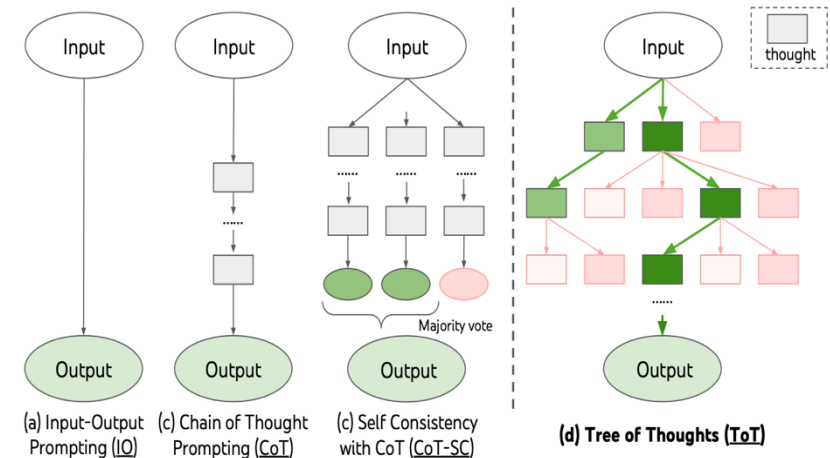 Input
Input
Input
Input
thought
......
......
......
......
......
Majority vote
Output
Output
Output
Output
(a) Input-Output
Prompting (IO)
(c) Chain of Thought
Prompting (CoT)
(c) Self Consistency
with CoT (CoT-SC)
(d) Tree of Thoughts (ToT)